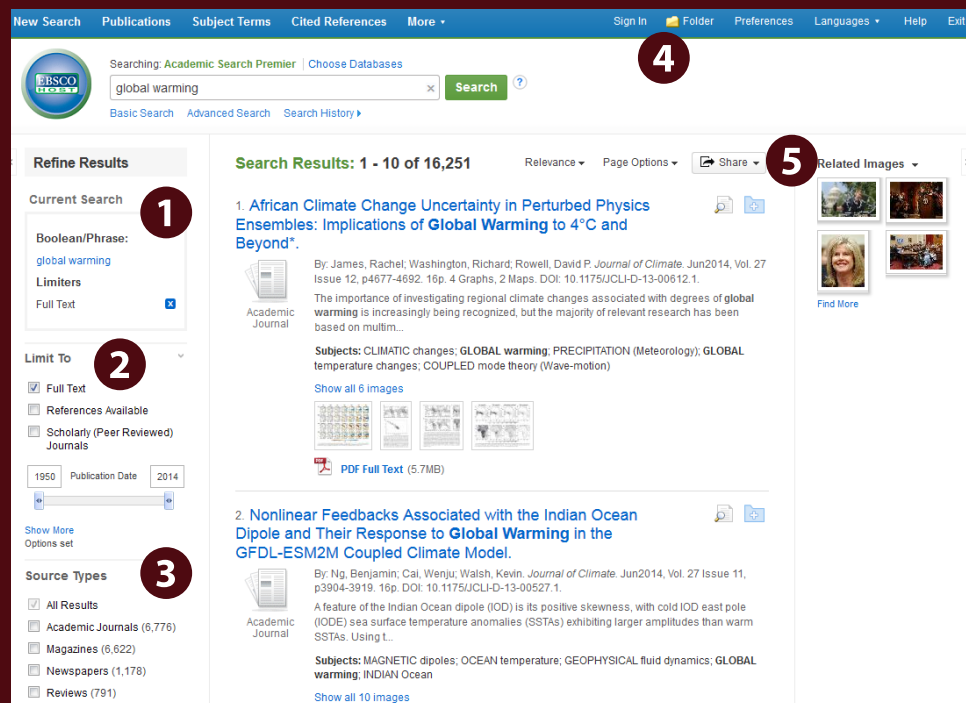 New Search Publications Subject Terms Cited References More
Sign In Folder Preferences Languages Help Exit
4
EBSCO
HOST
Searching: Academic Search Premier Choose Databases
global warming × Search ?
Basic Search Advanced Search Search History
Refine Results
Current Search
1
Boolean/Phrase:
global warming
Limiters
Full Text x
Limit To
2
Full Text
References Available
Scholarly (Peer Reviewed)
Journals
1950 Publication Date 2014
Show More
Options set
Source Types
3
All Results
Academic Journals (6,776)
Magazines (6,622)
Newspapers (1,178)
Reviews (791)
Search Results: 1 - 10 of 16,251
Relevance Page Options Share
5
1. African Climate Change Uncertainty in Perturbed Physics
Ensembles: Implications of Global Warming to 4°C and
Beyond*.
Academic
Journal
By: James, Rachel; Washington, Richard; Rowell, David P. Journal of Climate. Jun2014, Vol. 27
Issue 12, p4677-4692. 16p. 4 Graphs, 2 Maps. DOI: 10.1175/JCLI-D-13-00612.1.
The importance of investigating regional climate changes associated with degrees of global
warming is increasingly being recognized, but the majority of relevant research has been
based on multim...
Subjects: CLIMATIC changes; GLOBAL warming; PRECIPITATION (Meteorology); GLOBAL
temperature changes; COUPLED mode theory (Wave-motion)
Show all 6 images
PDF PDF Full Text (5.7MB)
2. Nonlinear Feedbacks Associated with the Indian Ocean
Dipole and Their Response to Global Warming in the
GFDL-ESM2M Coupled Climate Model.
Academic
Journal
By: Ng, Benjamin; Cai, Wenju; Walsh, Kevin. Journal of Climate. Jun2014, Vol. 27 Issue 11,
p3904-3919. 16p. DOI: 10.1175/JCLI-D-13-00527.1.
A feature of the Indian Ocean dipole (IOD) is its positive skewness, with cold IOD east pole
(IODE) sea surface temperature anomalies (SSTAs) exhibiting larger amplitudes than warm
SSTAs. Using t...
Subjects: MAGNETIC dipoles; OCEAN temperature; GEOPHYSICAL fluid dynamics; GLOBAL
warming; INDIAN Ocean
Show all 10 images
Related Images
Find More